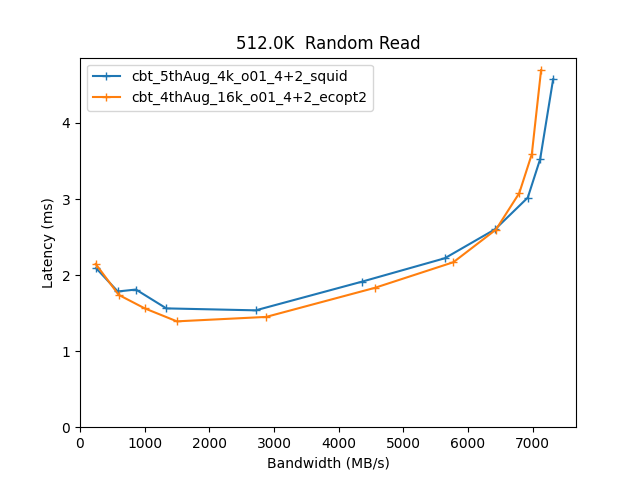 512.0K  Random Read
cbt_5thAug_4k_o01_4+2_squid
cbt_4thAug_16k_o01_4+2_ecopt2
Latency (ms)
4
3
2
1
0
0 1000 2000 3000 4000 5000 6000 7000
Bandwidth (MB/s)